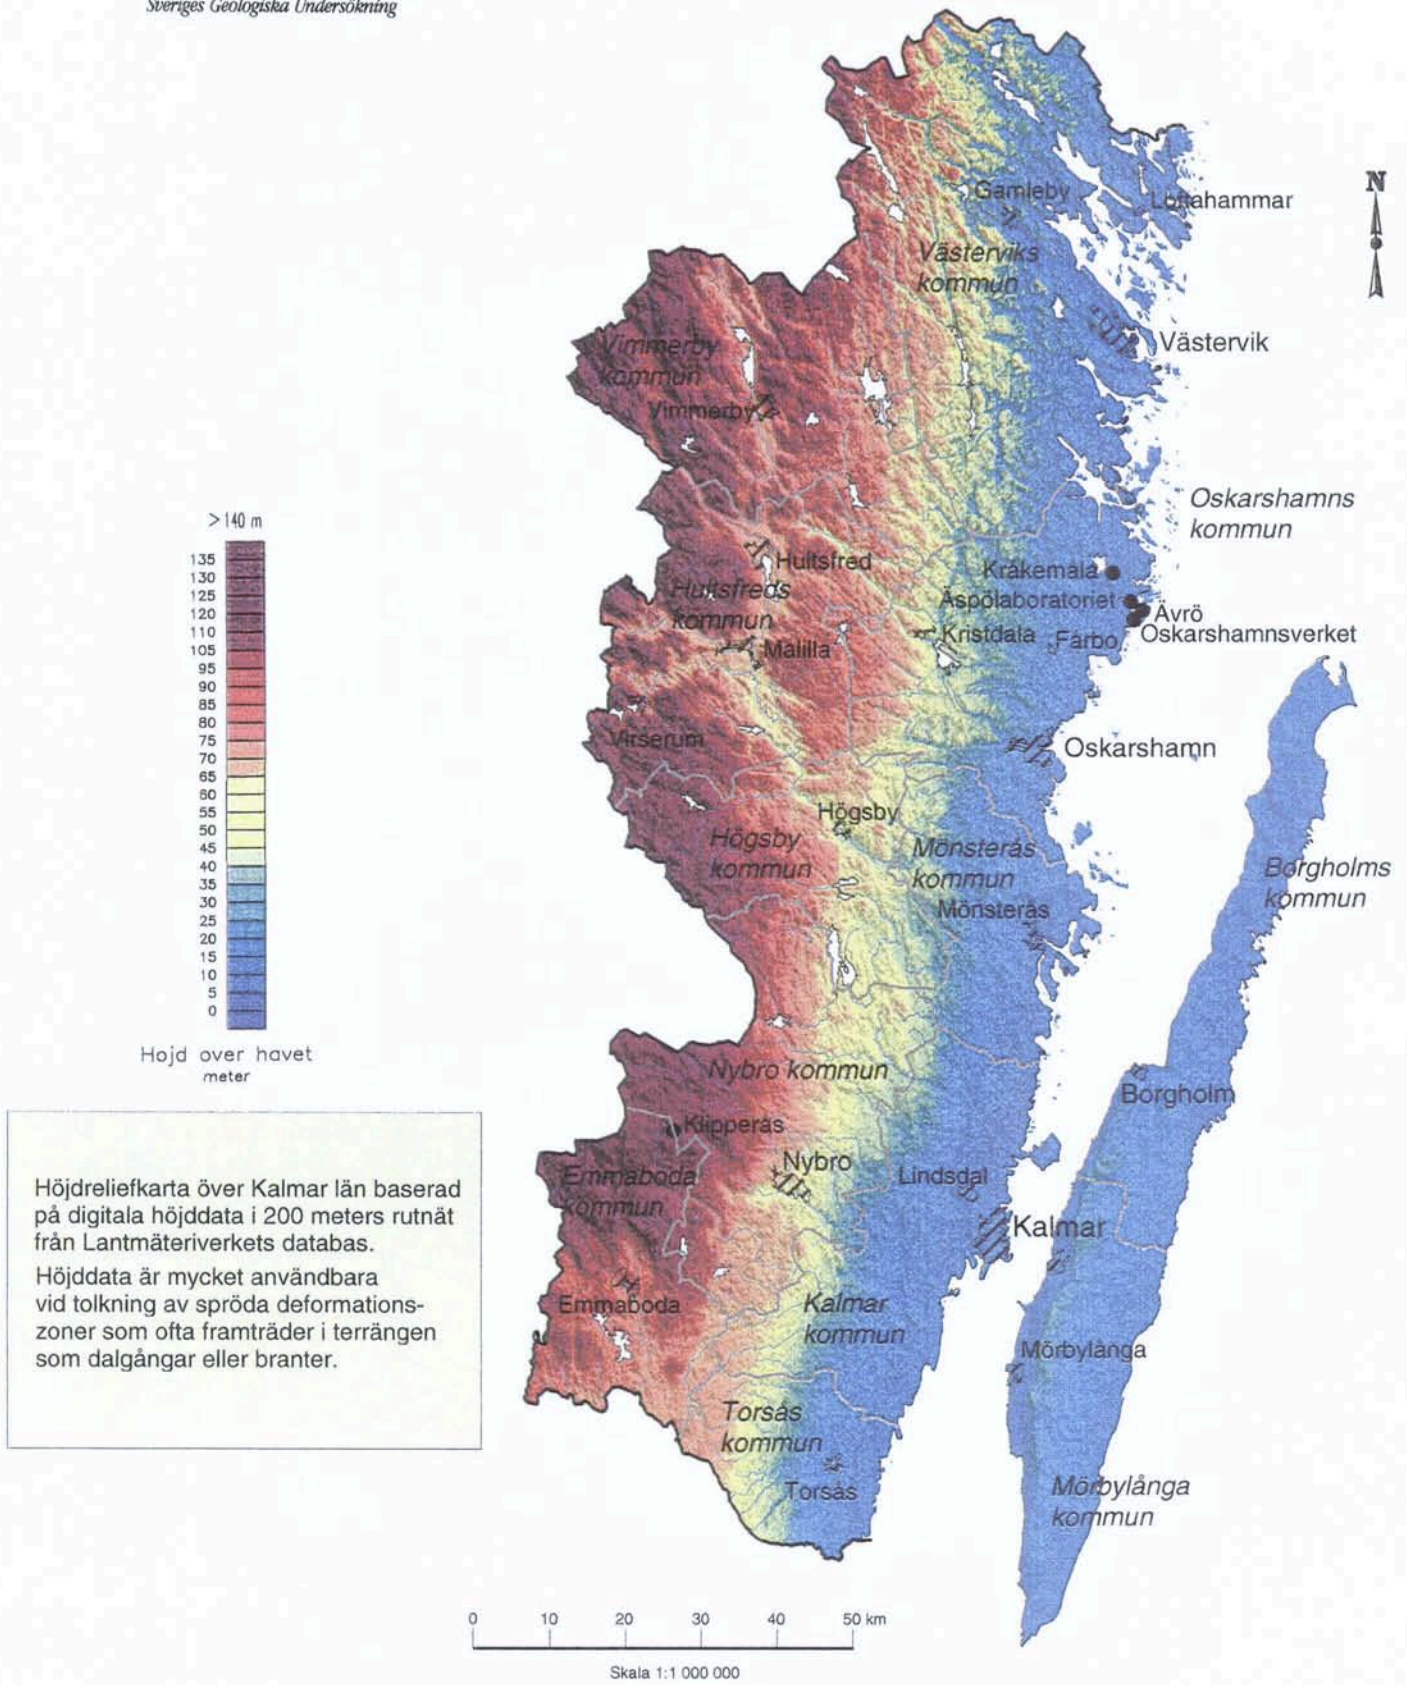 Sveriges Geologiska Undersökning
N
Gamleby
Loftahammar
Västerviks
kommun
Västervik
Vimmerby
kommun
Vimmerby
Oskarshamns
kommun
>140 m
135
130
125
120
110
105
95
90
85
80
75
70
65
60
55
50
45
40
35
30
25
20
15
10
5
0
Hojd over havet
meter
Hultsfred
Hultsfreds
kommun
Kråkemåla
Äspölaboratoriet
Ävrö
Kristdala
Fårbo
Oskarshamnsverket
Målilla
Virserum
Oskarshamn
Högsby
Högsby
kommun
Mönsterås
kommun
Mönsterås
Borgholms
kommun
Nybro kommun
Borgholm
Klipperås
Nybro
Emmaboda
kommun
Lindsdal
Kalmar
Emmaboda
Kalmar
kommun
Mörbylånga
Torsås
kommun
Torsås
Mörbylånga
kommun
Höjdreliefkarta över Kalmar län baserad
på digitala höjddata i 200 meters rutnät
från Lantmäteriverkets databas.
Höjddata är mycket användbara
vid tolkning av spröda deformations-
zoner som ofta framträder i terrängen
som dalgångar eller branter.
0 10 20 30 40 50 km
Skala 1:1 000 000